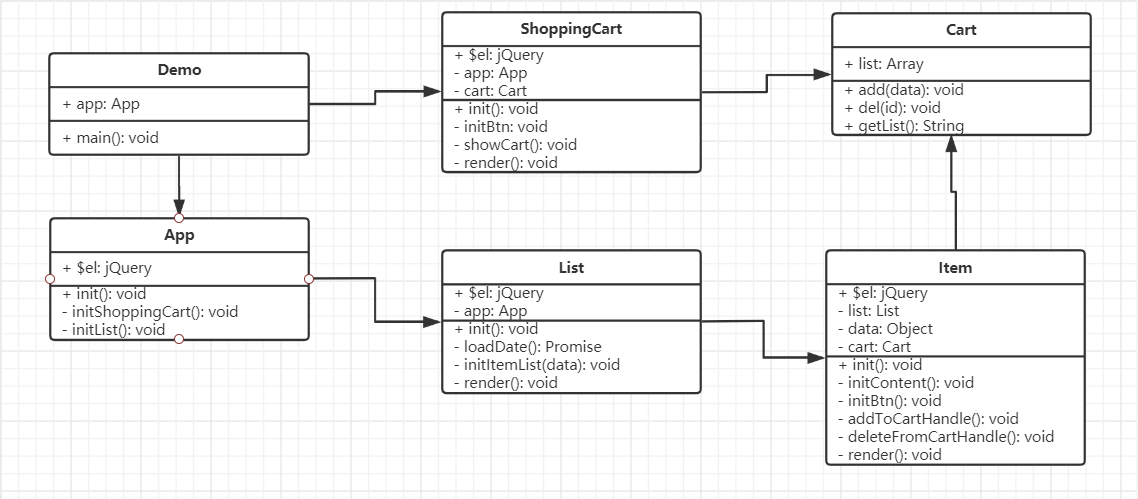 Demo
+ app: App
+ main(): void
ShoppingCart
+ $el: jQuery
- app: App
- cart: Cart
+ init(): void
- initBtn: void
- showCart(): void
- render(): void
Cart
+ list: Array
+ add(data): void
+ del(id): void
+ getList(): String
App
+ $el: jQuery
+ init(): void
- initShoppingCart(): void
- initList(): void
List
+ $el: jQuery
- app: App
+ init(): void
- loadDate(): Promise
- initItemList(data): void
- render(): void
Item
+ $el: jQuery
- list: List
- data: Object
- cart: Cart
+ init(): void
- initContent(): void
- initBtn(): void
- addToCartHandle(): void
- deleteFromCartHandle(): void
- render(): void